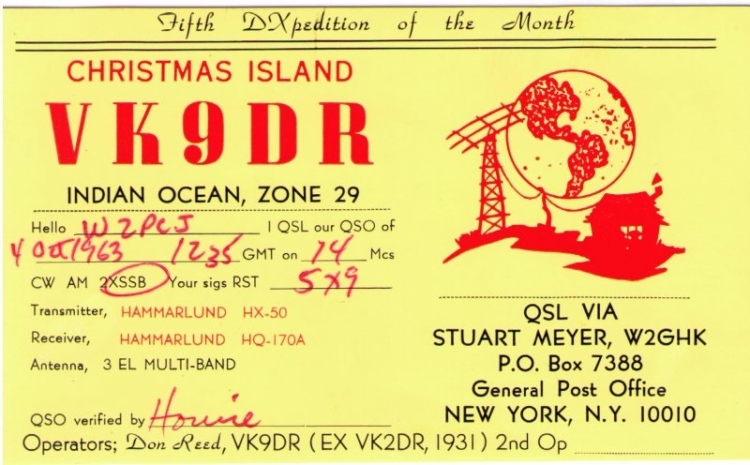 Fifth DXpedition of the Month
CHRISTMAS ISLAND
VK9DR
INDIAN OCEAN, ZONE 29
Hello W2PCJ I QSL our QSO of
4 Oct 1963 1235 GMT on 14 Mcs
CW AM 2XSSB Your sigs RST 5x9
Transmitter, HAMMARLUND HX-50
Receiver, HAMMARLUND HQ-170A
Antenna, 3 EL MULTI-BAND
QSO verified by Howie
Operators; Don Reed, VK9DR (EX VK2DR, 1931) 2nd Op
QSL VIA
STUART MEYER, W2GHK
P.O. Box 7388
General Post Office
NEW YORK, N.Y. 10010